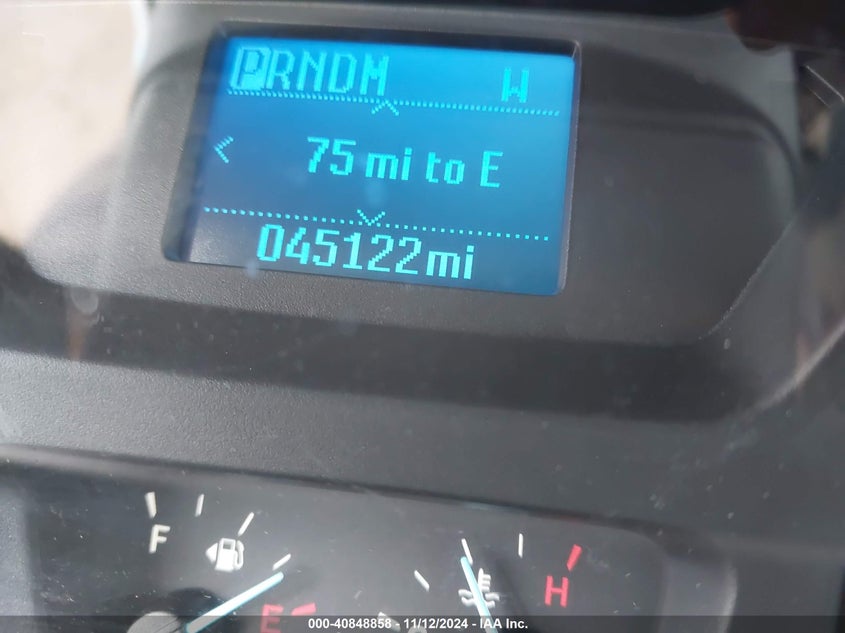 PRNDM W
75 mi to E
045122mi
F
E
H
000-40848858 - 11/12/2024 - IAA Inc.